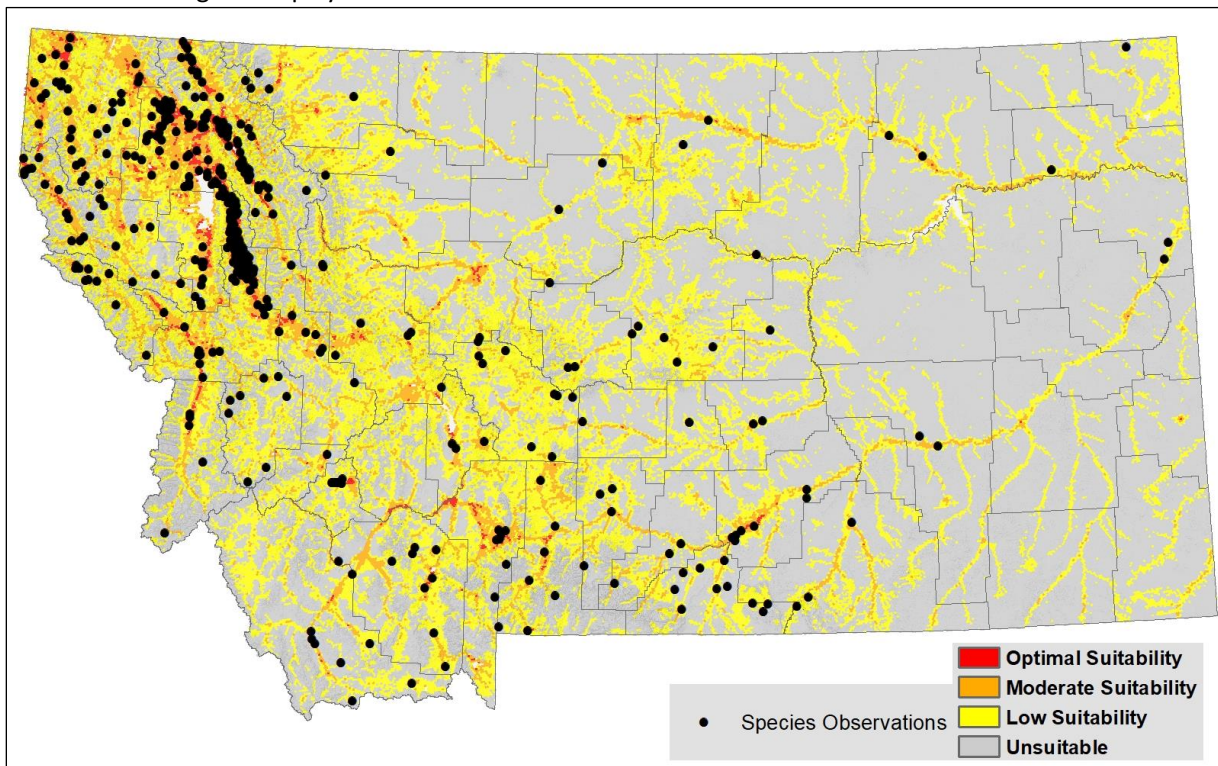 Optimal Suitability
Moderate Suitability
Species Observations
Low Suitability
Unsuitable